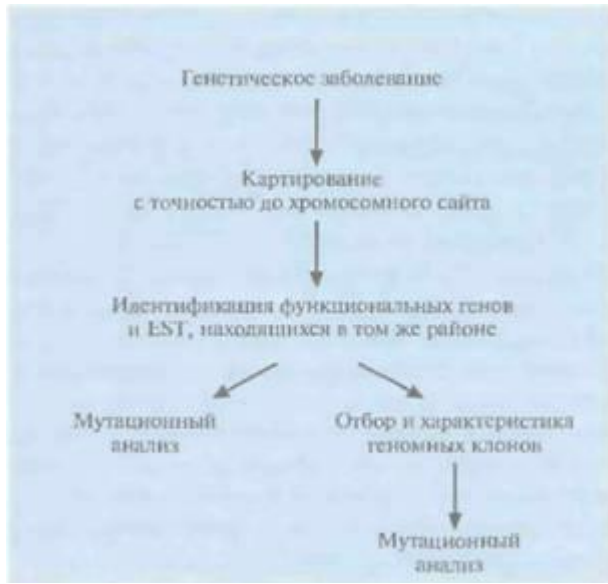 Генетическое заболевание
Картирование
с точностью до хромосомного сайта
Идентификация функциональных генов
и EST, находящихся в том же районе
Мутационный
анализ
Отбор и характеристика
геномных клонов
Мутационный
анализ